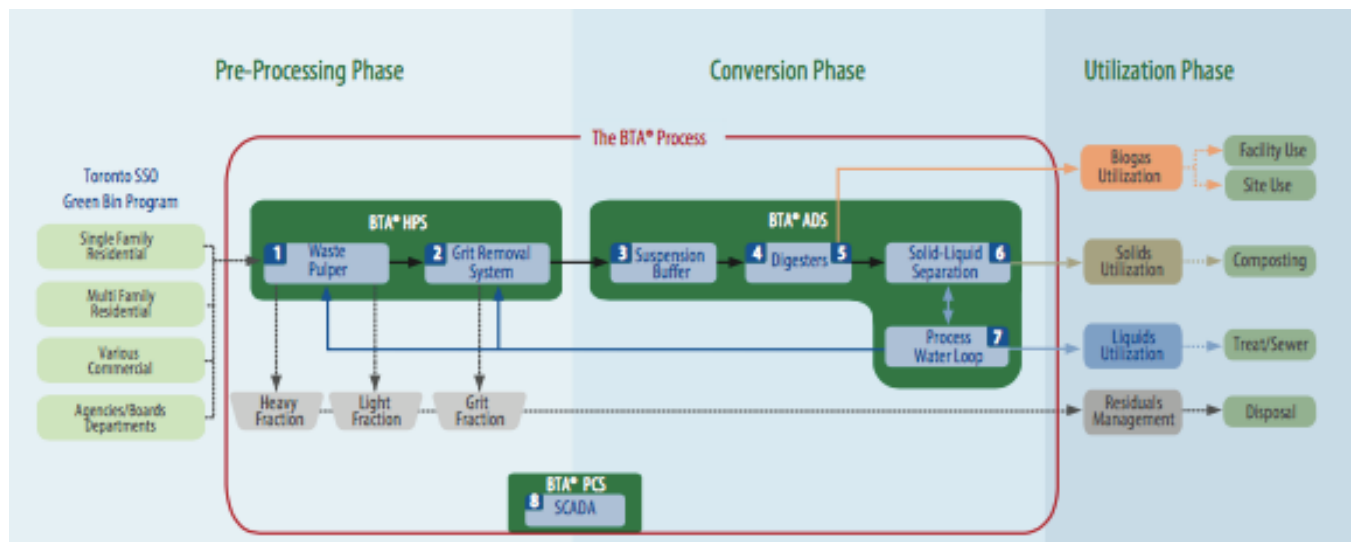 Pre-Processing Phase
Conversion Phase
Utilization Phase
The BTA® Process
Toronto SSO
Green Bin Program
Single Family
Residential
Multi Family
Residential
Various
Commercial
Agencies/Boards
Departments
BTA® HPS
1 Waste
Pulper
2 Grit Removal
System
BTA® ADS
3 Suspension
Buffer
4 Digesters 5
Solid-Liquid 6
Separation
Process 7
Water Loop
Heavy
Fraction
Light
Fraction
Grit
Fraction
BTA® PCS
8 SCADA
Biogas
Utilization
Facility Use
Site Use
Solids
Utilization
Composting
Liquids
Utilization
Treat/Sewer
Residuals
Management
Disposal